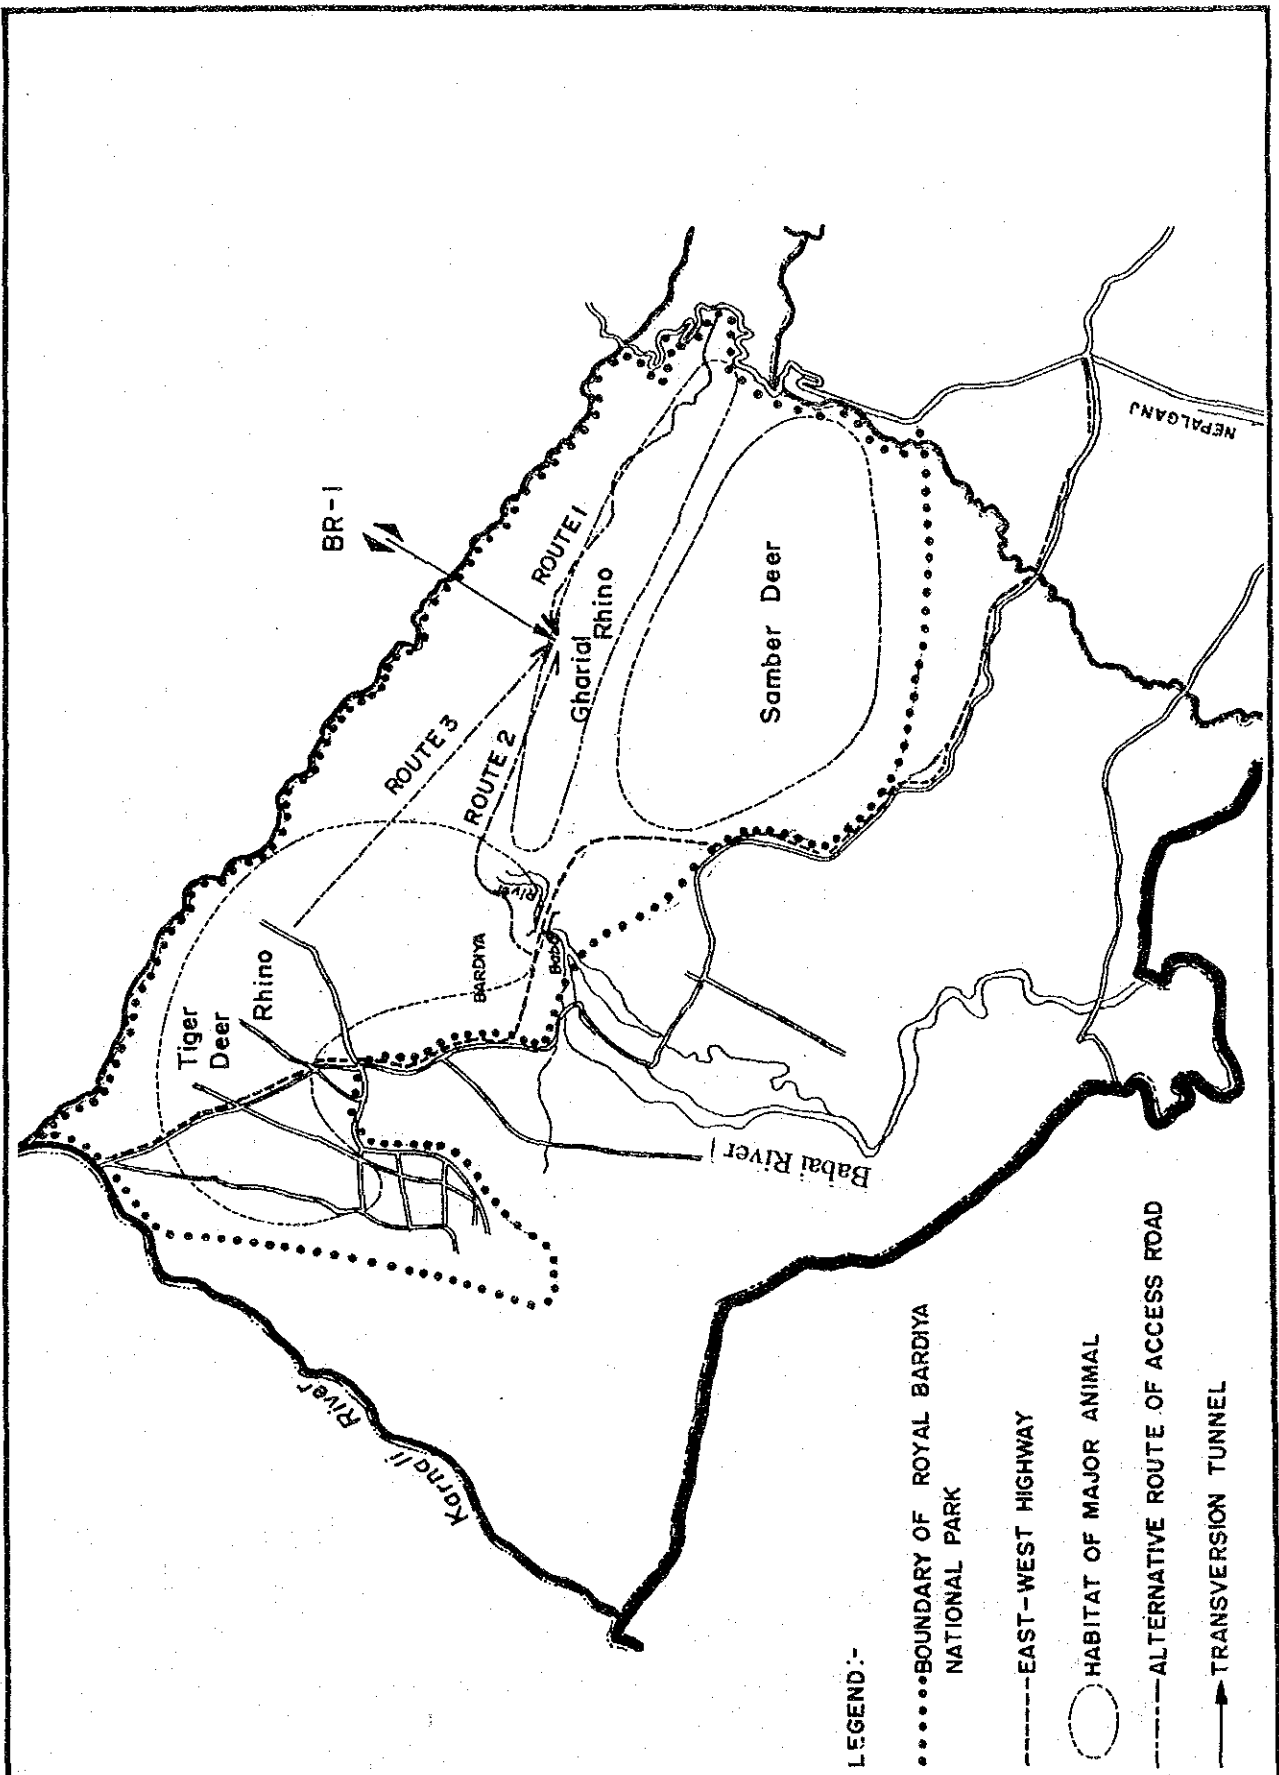 BR-1
ROUTE 1
ROUTE 3
ROUTE 2
Gharial
Rhino
Samber Deer
Tiger
Deer
Rhino
BARDIYA
River
NEPALGANJ
Babai River
Karnali River
LEGEND:-
BOUNDARY OF ROYAL BARDIYA
NATIONAL PARK
EAST-WEST HIGHWAY
HABITAT OF MAJOR ANIMAL
ALTERNATIVE ROUTE OF ACCESS ROAD
TRANSVERSION TUNNEL